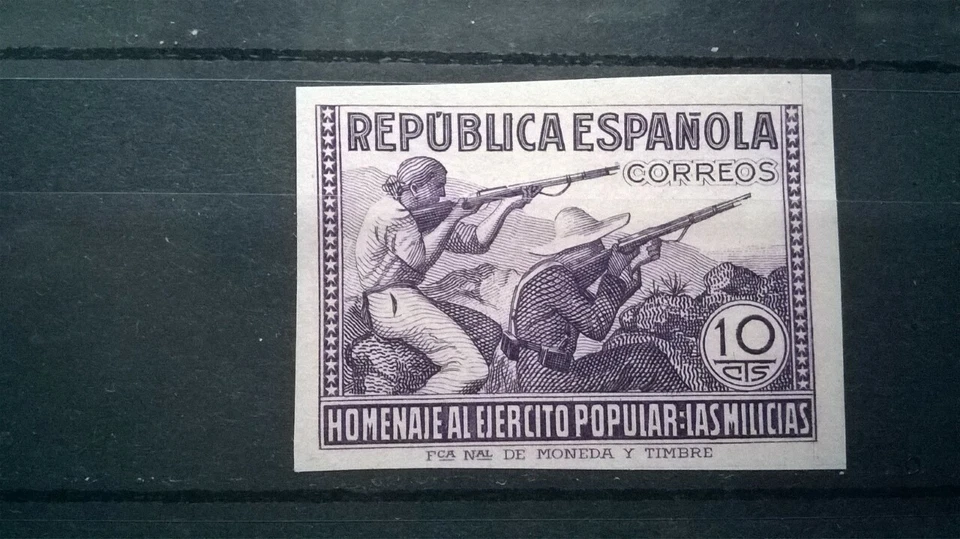 REPÚBLICA ESPAÑOLA
CORREOS
10
CTS
HOMENAJE AL EJERCITO POPULAR: LAS MILICIAS
FCA NAL DE MONEDA Y TIMBRE